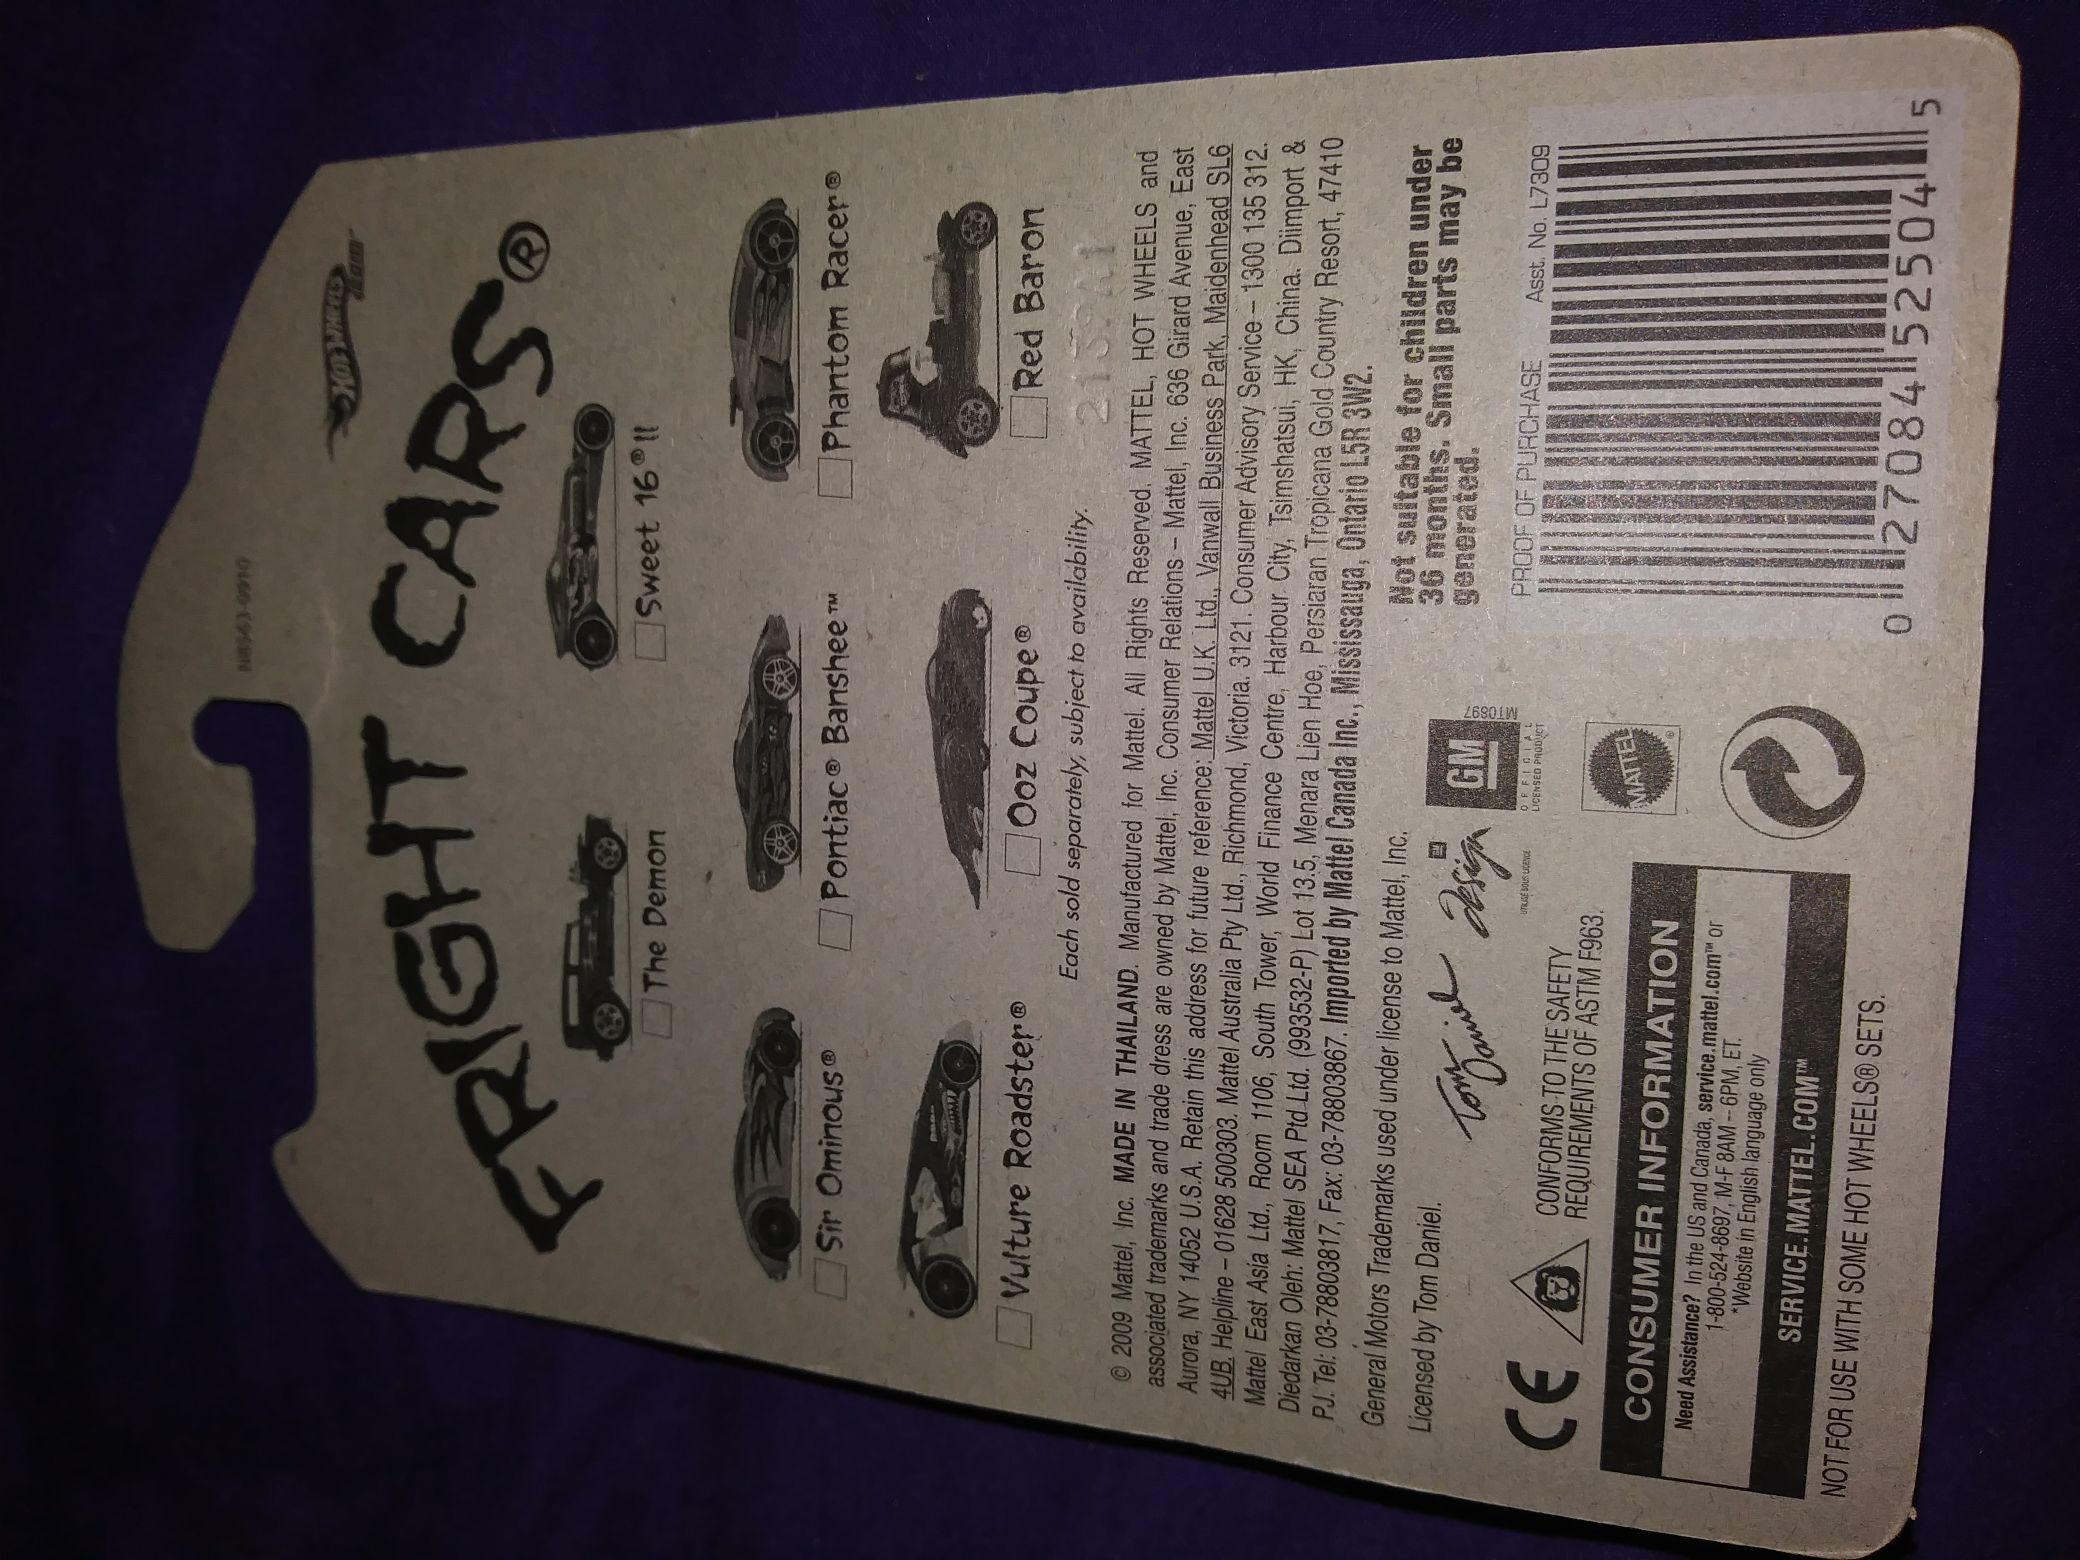 HOT WHEELS
.com™
FRIGHT CARS®
The Demon
Sweet 16® II
Sir Ominous®
Pontiac® Banshee™
Phantom Racer®
Vulture Roadster®
Ooz Coupe®
Red Baron
Each sold separately, subject to availability.
© 2009 Mattel, Inc. MADE IN THAILAND. Manufactured for Mattel. All Rights Reserved. MATTEL, HOT WHEELS and
associated trademarks and trade dress are owned by Mattel, Inc. Consumer Relations – Mattel, Inc. 636 Girard Avenue, East
Aurora, NY 14052 U.S.A. Retain this address for future reference: Mattel U.K. Ltd., Vanwall Business Park, Maidenhead SL6
4UB. Helpline – 01628 500303. Mattel Australia Pty Ltd., Richmond, Victoria. 3121. Consumer Advisory Service – 1300 135 312.
Mattel East Asia Ltd., Room 1106, South Tower, World Finance Centre, Harbour City, Tsimshatsui, HK, China. Diimport &
Diedarkan Oleh: Mattel SEA Ptd Ltd. (993532-P) Lot 13.5, Menara Lien Hoe, Persiaran Tropicana Gold Country Resort, 47410
PJ. Tel: 03-78803817, Fax: 03-78803867. Imported by Mattel Canada Inc., Mississauga, Ontario L5R 3W2.
General Motors Trademarks used under license to Mattel, Inc.
Licensed by Tom Daniel.
Tom Daniel Design
GM
OFFICIAL
LICENSED PRODUCT
MT0897
Not suitable for children under
36 months. Small parts may be
generated.
CE
CONFORMS TO THE SAFETY
REQUIREMENTS OF ASTM F963.
MATTEL
®
PROOF OF PURCHASE Asst. No. L7309
0 27084 52504 5
CONSUMER INFORMATION
Need Assistance? In the US and Canada, service.mattel.com™ or
1-800-524-8697, M-F 8AM – 6PM, ET.
*Website in English language only
SERVICE.MATTEL.COM™
NOT FOR USE WITH SOME HOT WHEELS® SETS.